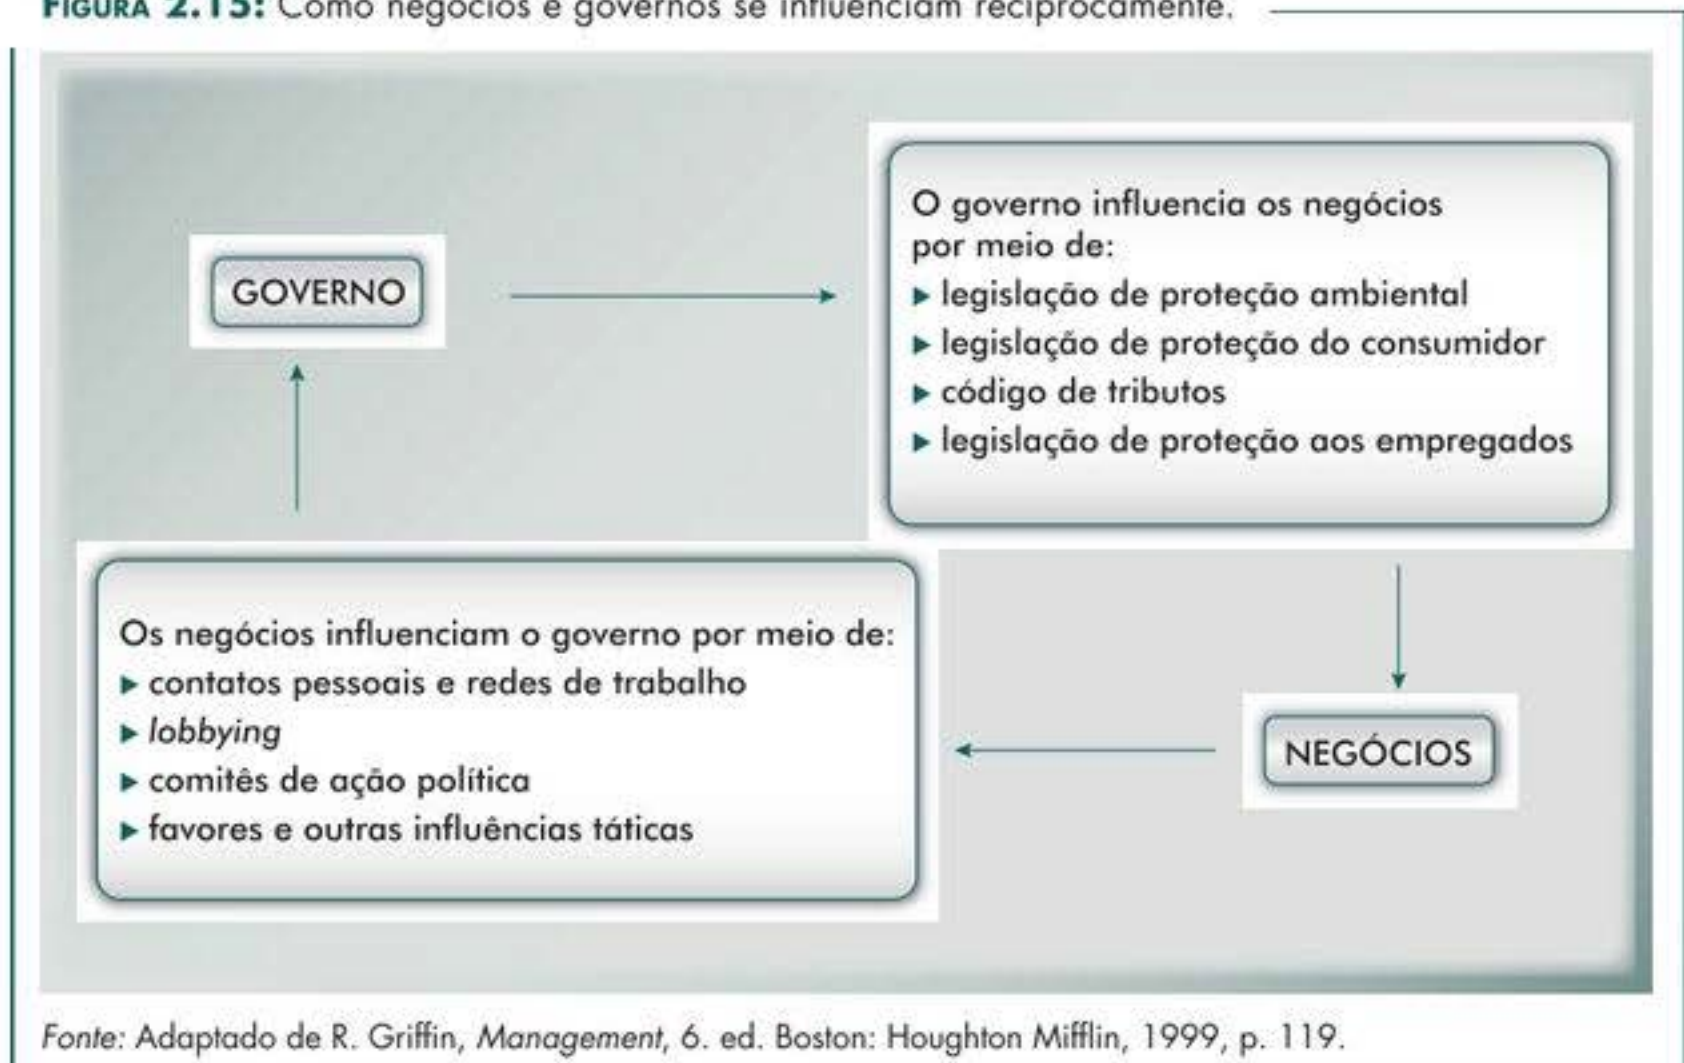 FIGURA 2.15: Como negócios e governos se influenciam reciprocamente.
GOVERNO
O governo influencia os negócios
por meio de:
▶ legislação de proteção ambiental
▶ legislação de proteção do consumidor
▶ código de tributos
▶ legislação de proteção aos empregados
Os negócios influenciam o governo por meio de:
▶ contatos pessoais e redes de trabalho
▶ lobbying
▶ comitês de ação política
▶ favores e outras influências táticas
NEGÓCIOS
Fonte: Adaptado de R. Griffin, Management, 6. ed. Boston: Houghton Mifflin, 1999, p. 119.